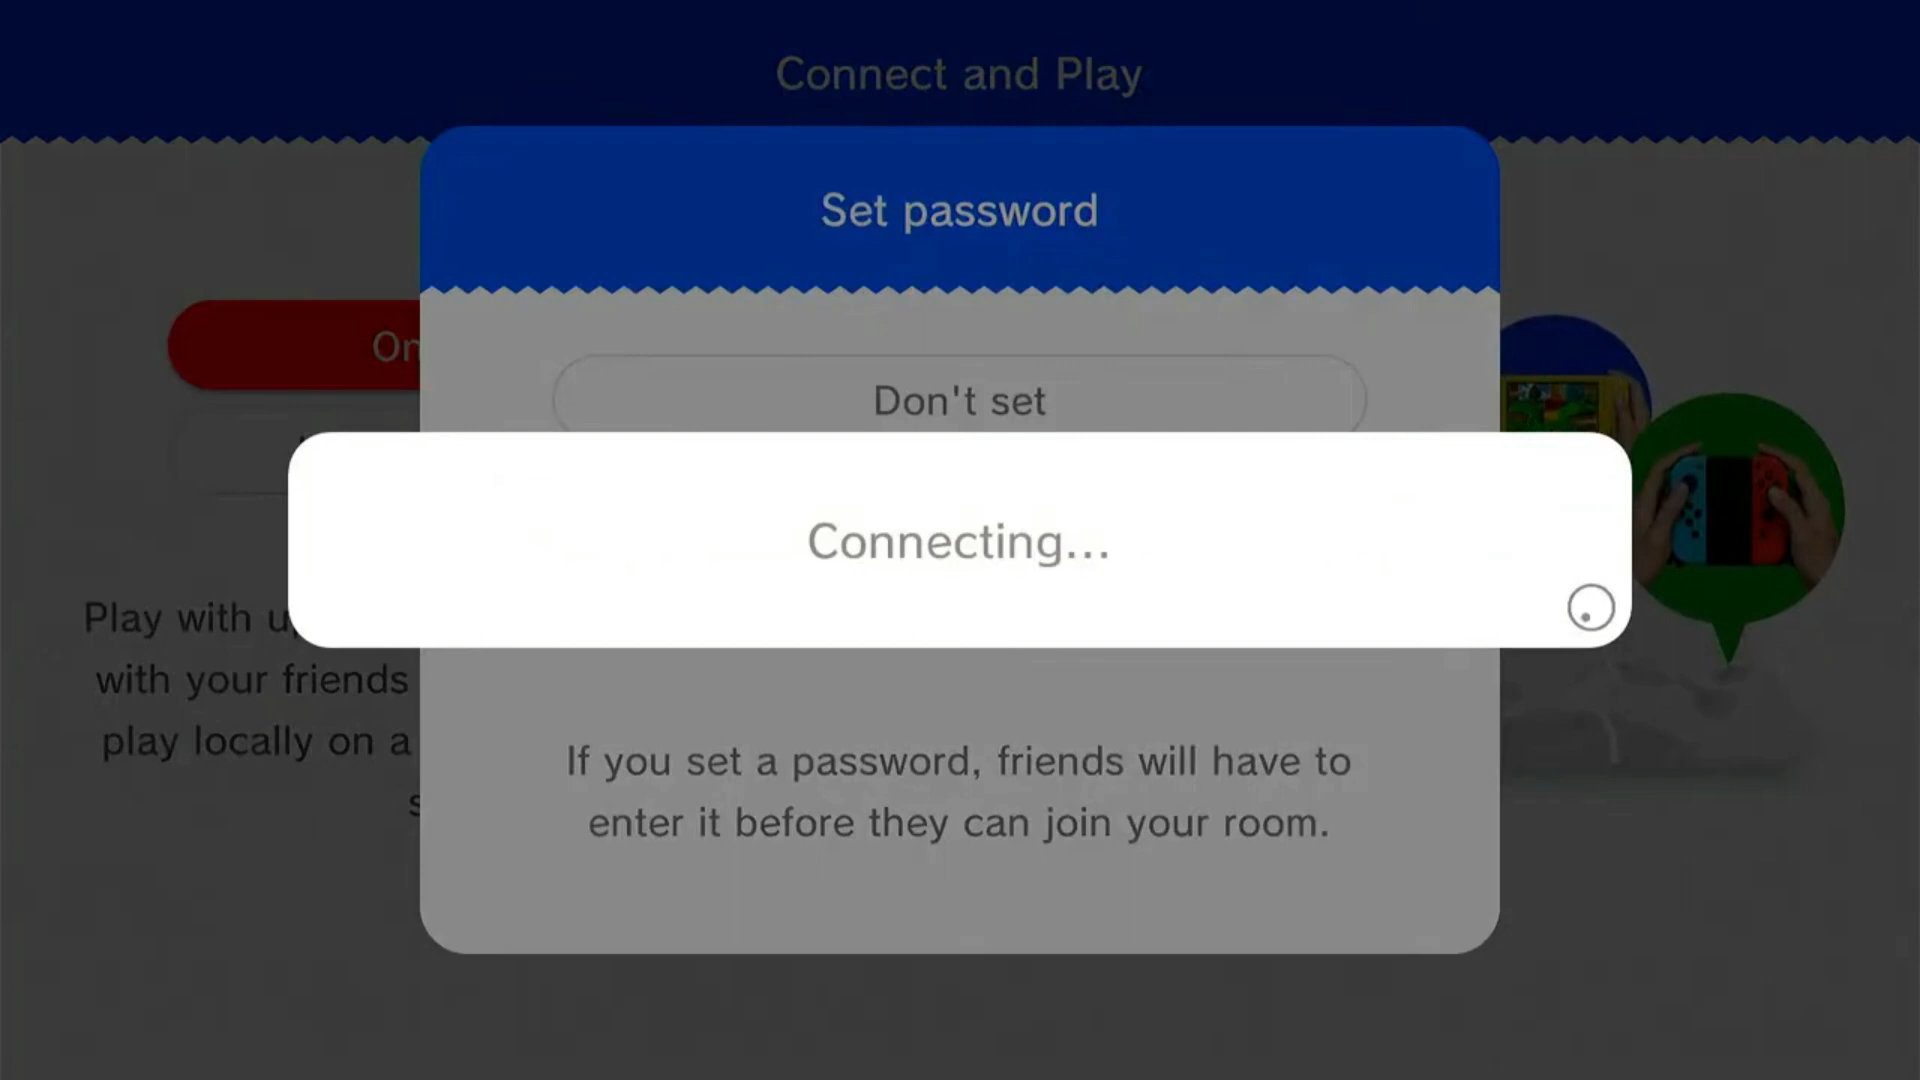 Connect and Play
Set password
Don't set
Connecting...
Play with
with your friends
play locally on a
If you set a password, friends will have to
enter it before they can join your room.